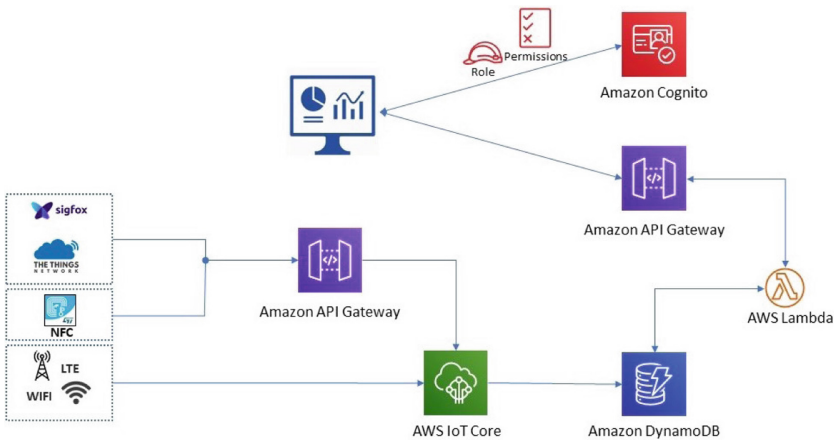 Permissions
Role
Amazon Cognito
Amazon API Gateway
sigfox
THE THINGS
NETWORK
Amazon API Gateway
NFC
AWS Lambda
LTE
WIFI
AWS IoT Core
Amazon DynamoDB